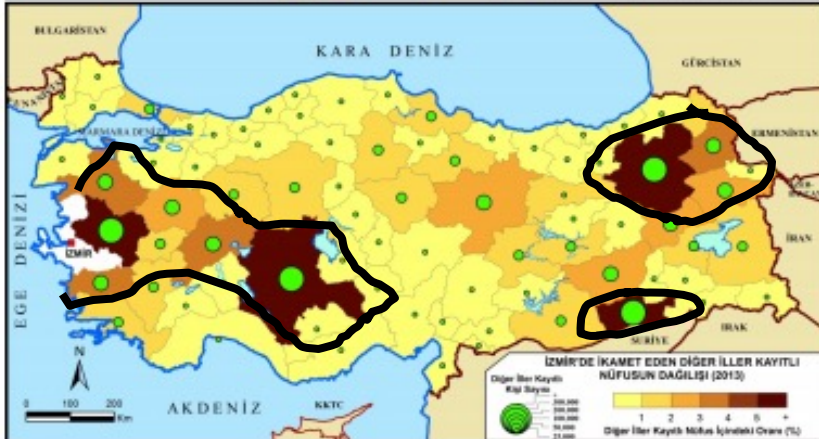 BULGARİSTAN
KARA DENİZ
GÜRCİSTAN
MARMARA DENİZİ
ERMENİSTAN
EGE DENİZİ
İZMİR
İRAN
N
0 50 100 200
Km
AKDENİZ
KKTC
SURİYE
IRAK
İZMİR'DE İKAMET EDEN DİĞER İLLER KAYITLI
NÜFUSUN DAĞILIŞI (2013)
Diğer İller Kayıtlı
Kişi Sayısı
1 2 3 4 5 +
Diğer İller Kayıtlı Nüfus İçindeki Oranı (%)